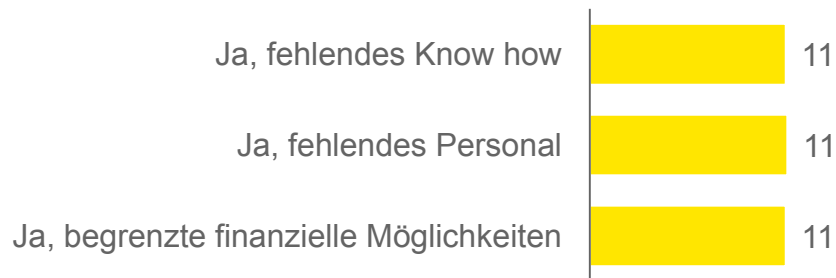 Ja, fehlendes Know how 11
Ja, fehlendes Personal 11
Ja, begrenzte finanzielle Möglichkeiten 11